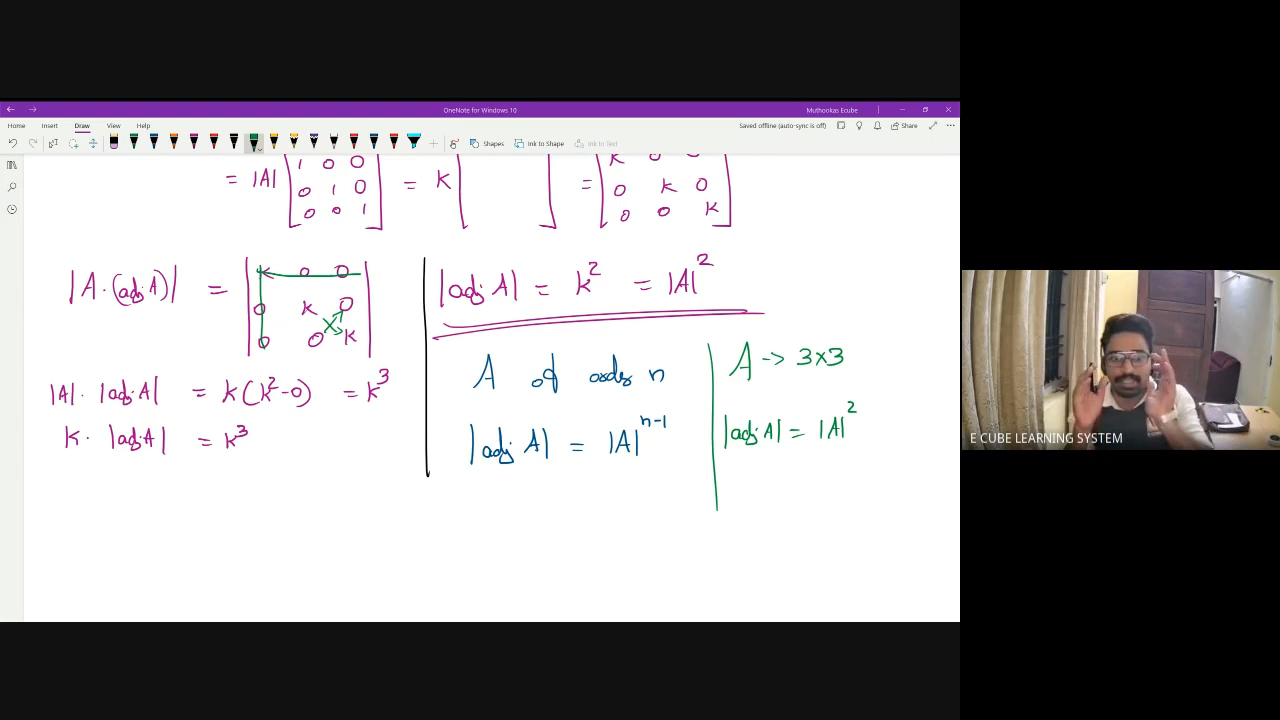 OneNote for Windows 10
Muthookas Ecube
Home Insert Draw View Help
Saved offline (auto-sync is off)
Share
Shapes
Ink to Shape
Ink to Text
= |A| [1 0 0 = K [ ] = [K 0 0
0 1 0
0 K 0
0 0 1]
0 0 K]
|A·(adj A)| = |K 0 0
0 K 0
0 0 K|
|adj A| = K² = |A|²
|A|· |adj A| = K(K²-0) = K³
K· |adj A| = K³
A of order n
|adj A| = |A|ⁿ⁻¹
A -> 3x3
|adj A| = |A|²
E CUBE LEARNING SYSTEM